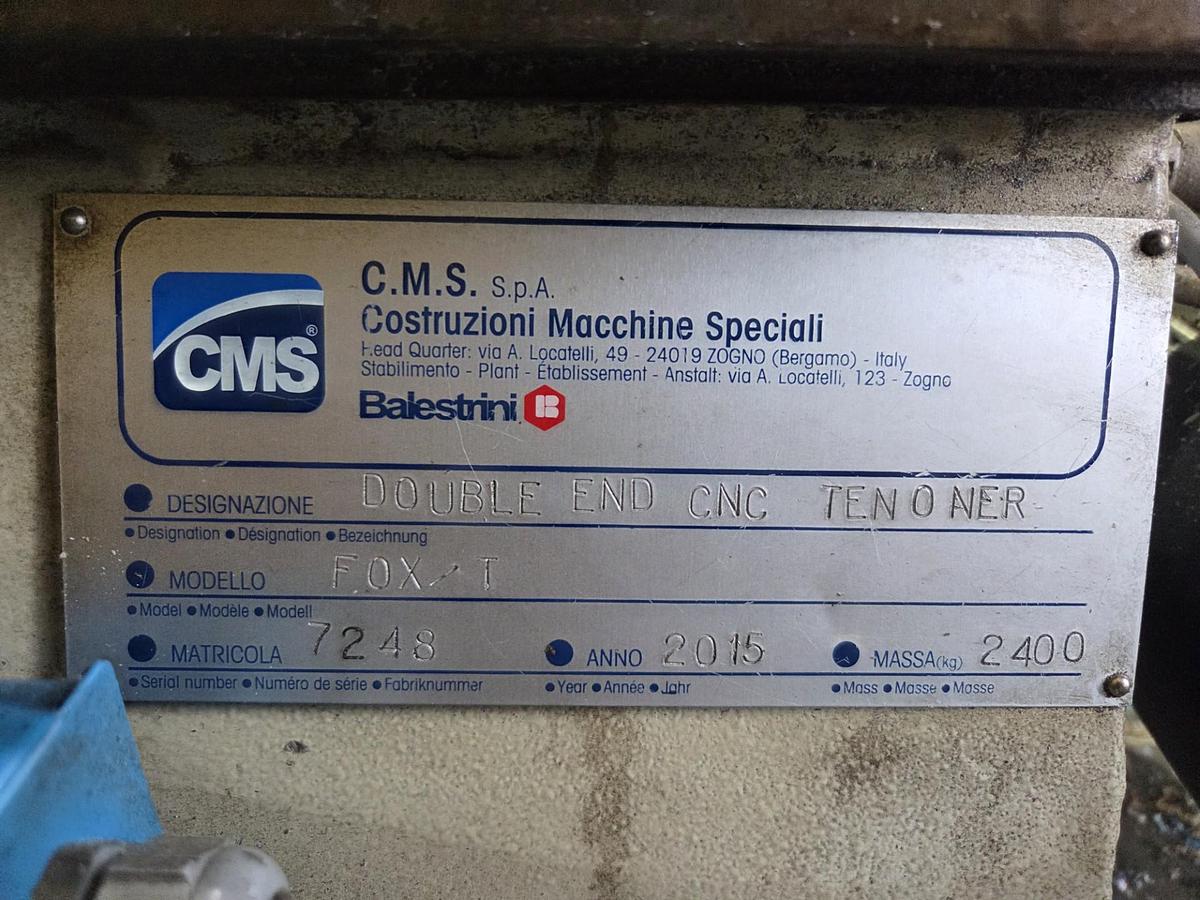 CMS®
C.M.S. S.p.A.
Costruzioni Macchine Speciali
Head Quarter: via A. Locatelli, 49 - 24019 ZOGNO (Bergamo) - Italy
Stabilimento - Plant - Établissement - Anstalt: via A. Locatelli, 123 - Zogno
Balestrini B
● DESIGNAZIONE DOUBLE END CNC TENONER
● Designation ● Désignation ● Bezeichnung
● MODELLO FOX/T
● Model ● Modèle ● Modell
● MATRICOLA 7248 ● ANNO 2015 ● MASSA(kg) 2400
● Serial number ● Numéro de série ● Fabriknummer ● Year ● Année ● Jahr ● Mass ● Masse ● Masse